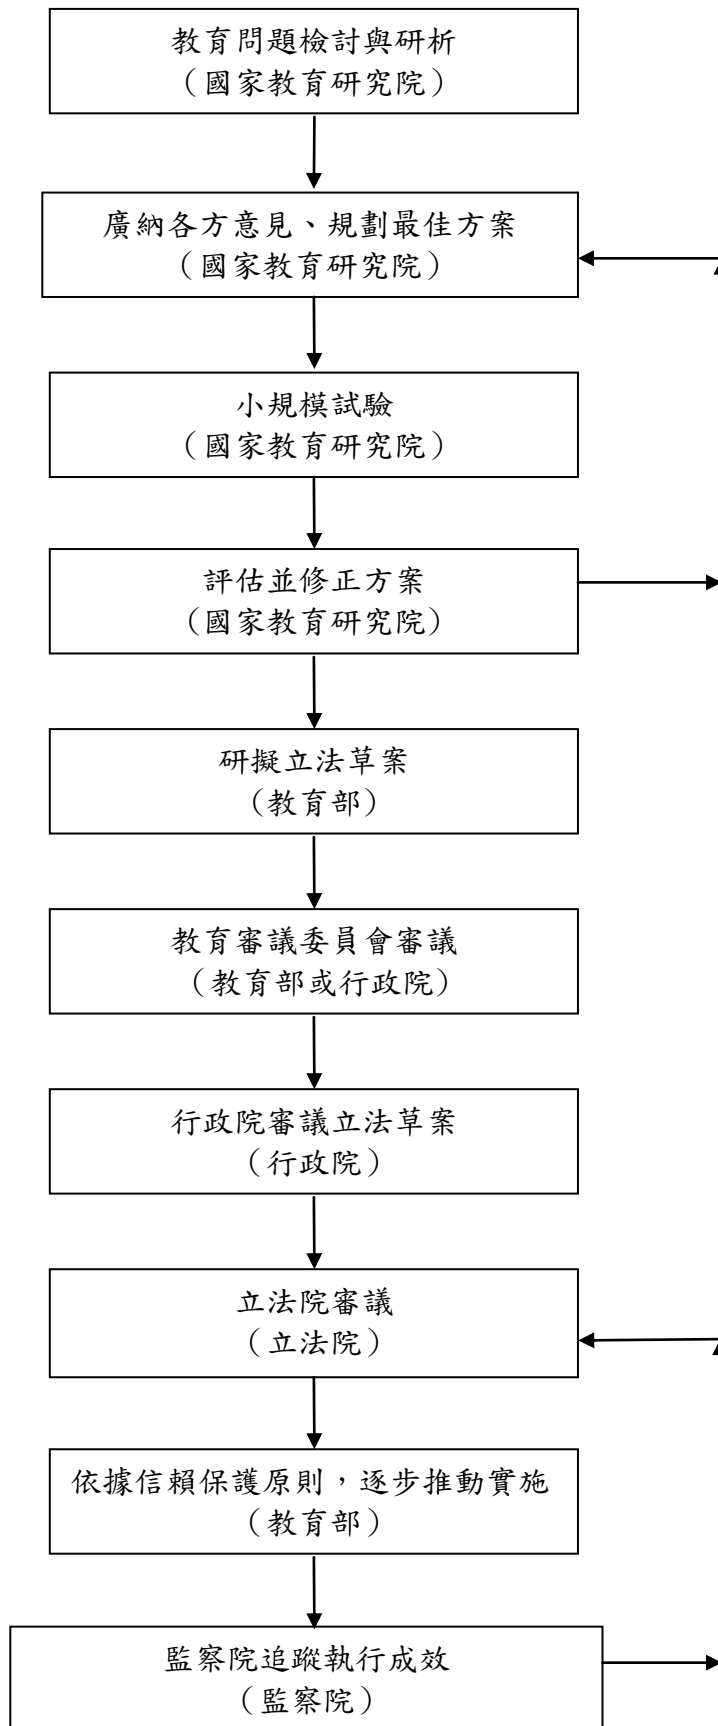 教育問題檢討與研析
（國家教育研究院）
廣納各方意見、規劃最佳方案
（國家教育研究院）
小規模試驗
（國家教育研究院）
評估並修正方案
（國家教育研究院）
研擬立法草案
（教育部）
教育審議委員會審議
（教育部或行政院）
行政院審議立法草案
（行政院）
立法院審議
（立法院）
依據信賴保護原則，逐步推動實施
（教育部）
監察院追蹤執行成效
（監察院）